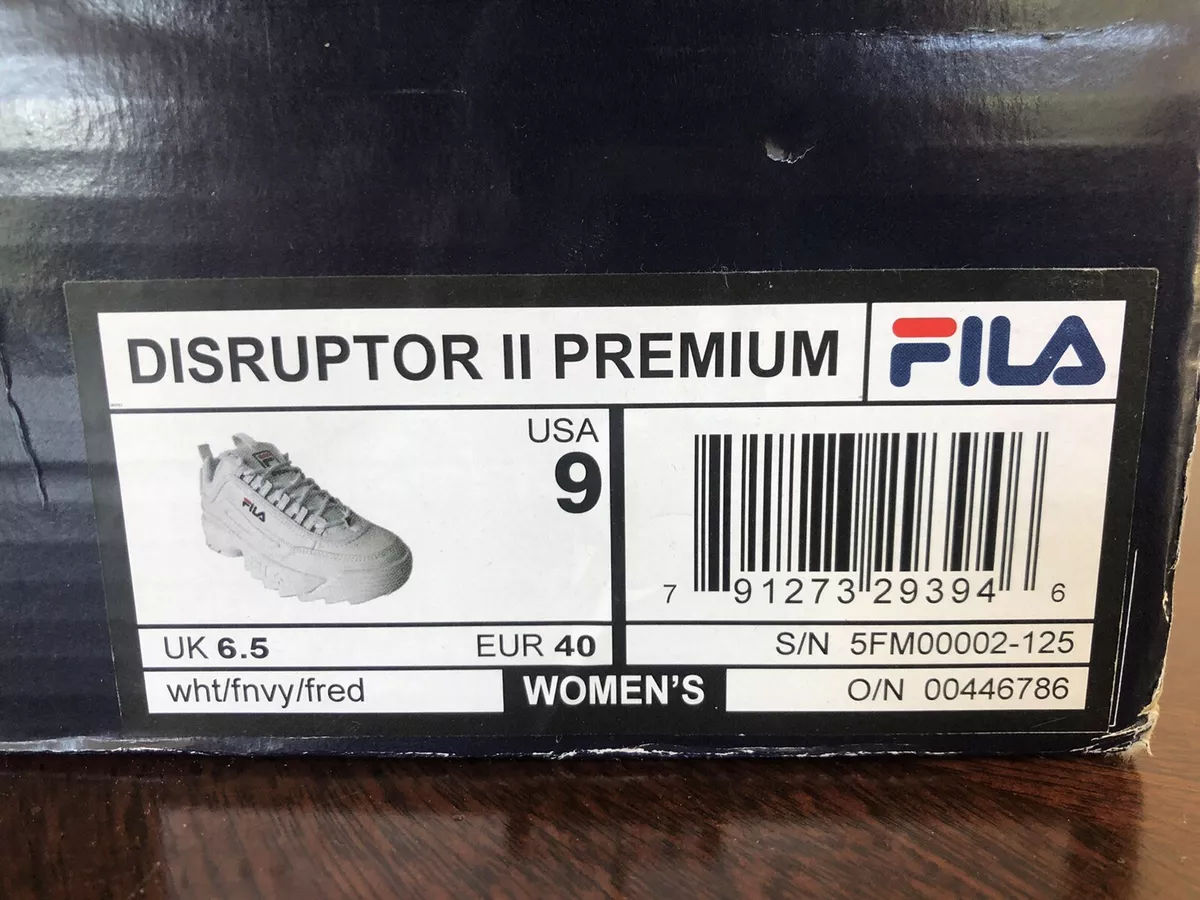 DISRUPTOR II PREMIUM
FILA
USA
9
FILA
7 91273 29394 6
UK 6.5
EUR 40
S/N 5FM00002-125
wht/fnvy/fred
WOMEN'S
O/N 00446786